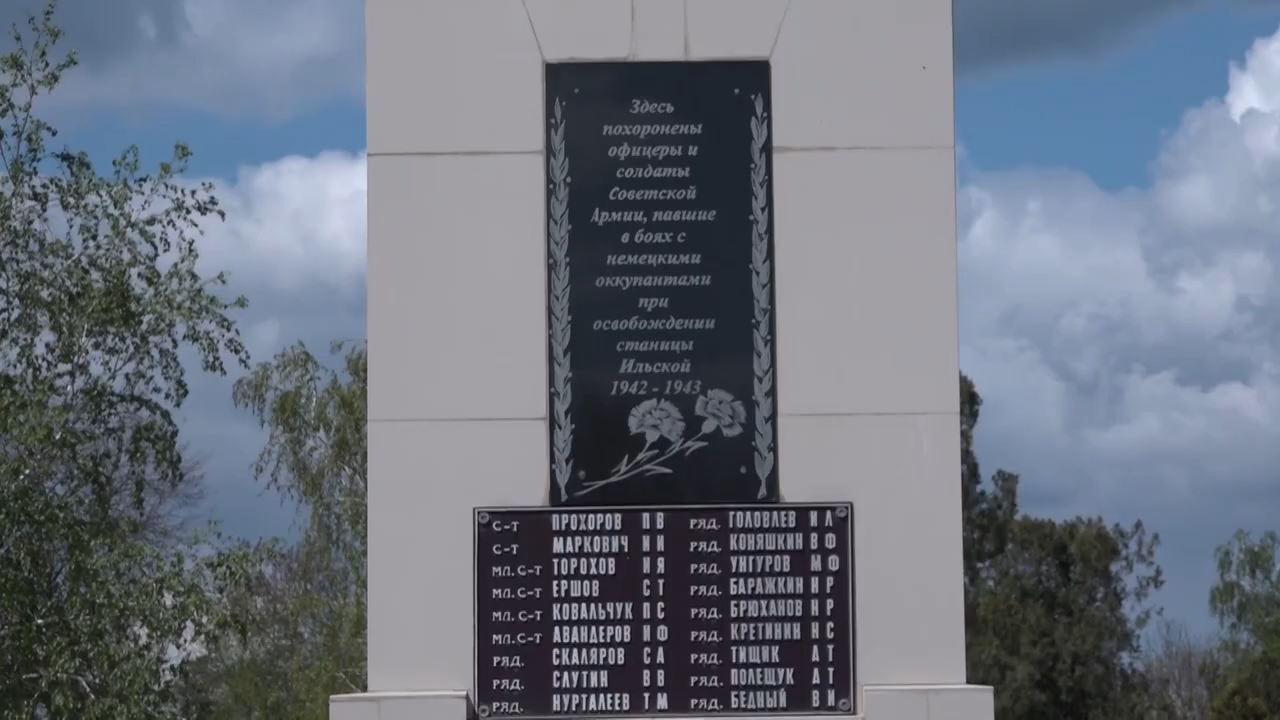 Здесь
похоронены
офицеры и
солдаты
Советской
Армии, павшие
в боях с
немецкими
оккупантами
при
освобождении
станицы
Ильской
1942 - 1943
С-Т ПРОХОРОВ П В
С-Т МАРКОВИЧ И И
МЛ. С-Т ТОРОХОВ И Я
МЛ. С-Т ЕРШОВ С Т
МЛ. С-Т КОВАЛЬЧУК П С
МЛ. С-Т АВАНДЕРОВ И Ф
РЯД. СКАЛЯРОВ С А
РЯД. СЛУТИН В В
РЯД. НУРТАЛЕЕВ Т М
РЯД. ГОЛОВЛЕВ И Л
РЯД. КОНЯШКИН В Ф
РЯД. УНГУРОВ М Ф
РЯД. БАРАЖКИН Н Р
РЯД. БРЮХАНОВ Н Р
РЯД. КРЕТИНИН Н С
РЯД. ТИЩИК А Т
РЯД. ПОЛЕЩУК А Т
РЯД. БЕДНЫЙ В И